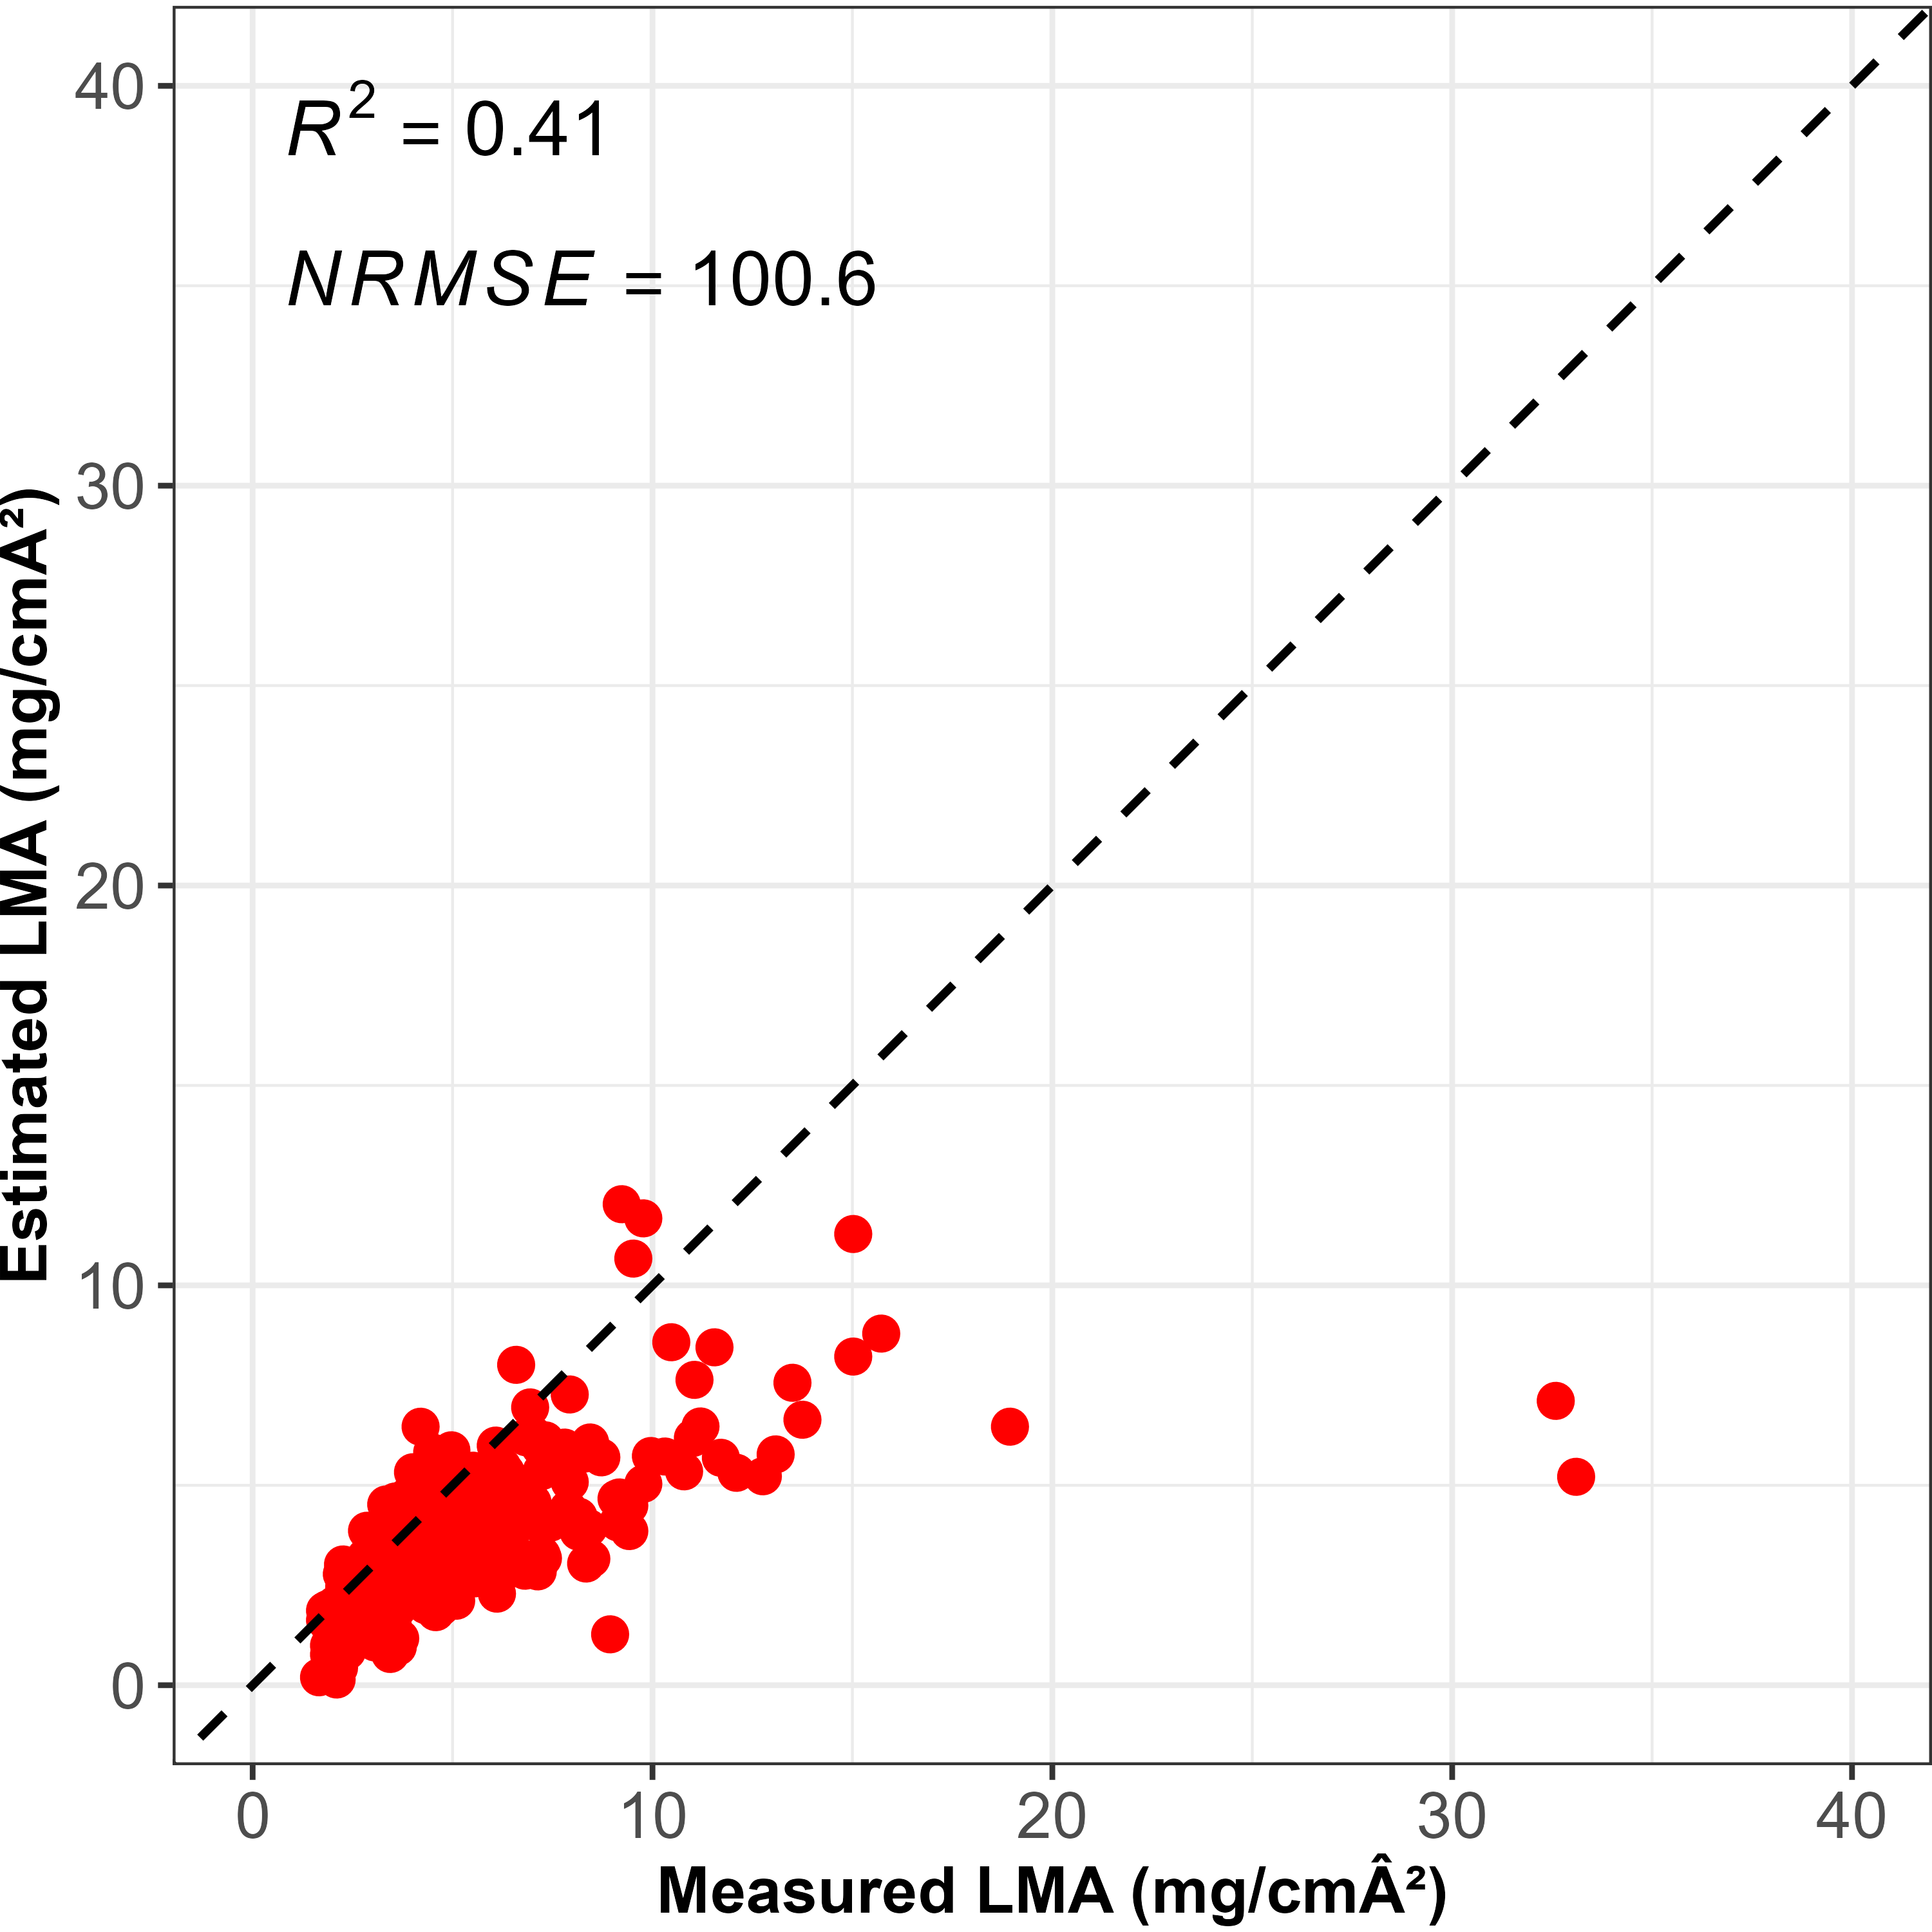 R² = 0.41
NRMSE = 100.6
Estimated LMA (mg/cmÂ²)
40
30
20
10
0
0 10 20 30 40
Measured LMA (mg/cmÂ²)